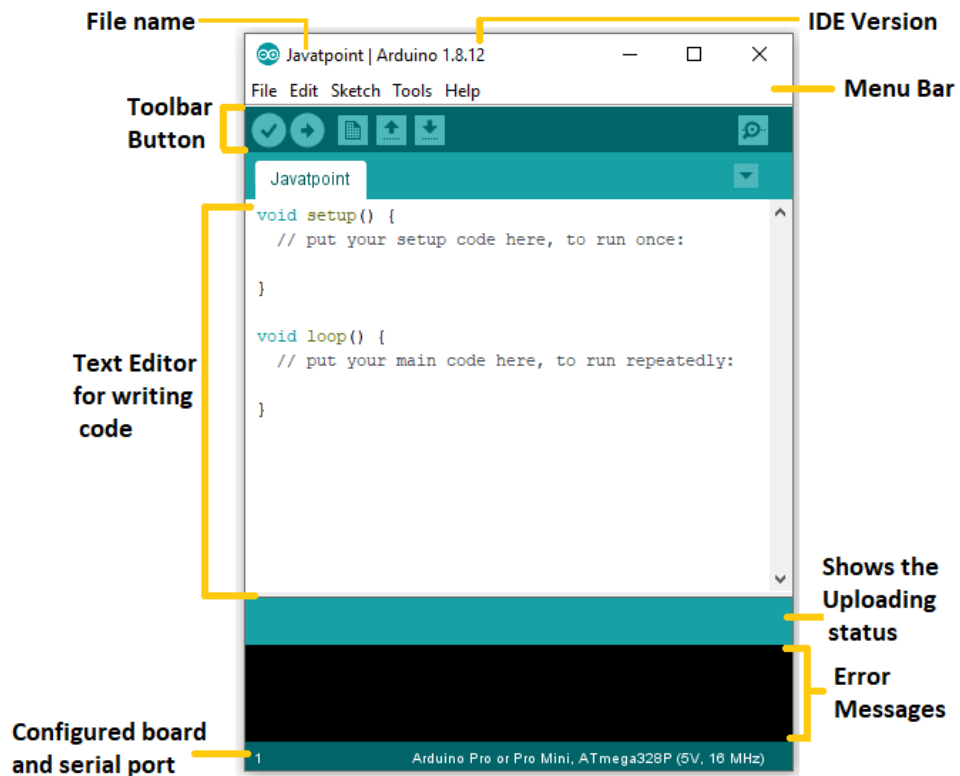 File name
IDE Version
Javatpoint | Arduino 1.8.12
File Edit Sketch Tools Help
Menu Bar
Toolbar
Button
Javatpoint
void setup() {
  // put your setup code here, to run once:
}
void loop() {
  // put your main code here, to run repeatedly:
}
Text Editor
for writing
code
Shows the
Uploading
status
Error
Messages
Configured board
and serial port
1
Arduino Pro or Pro Mini, ATmega328P (5V, 16 MHz)